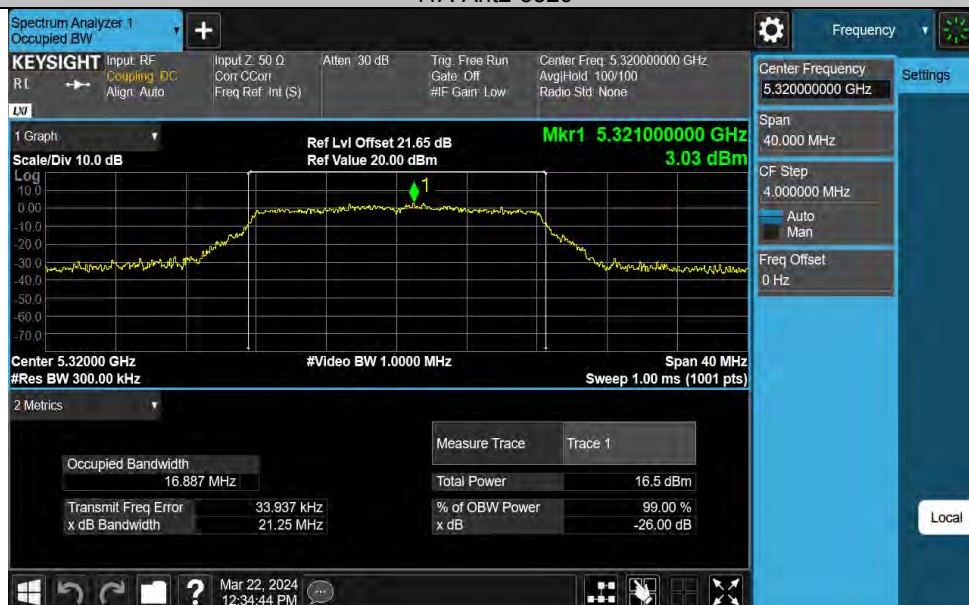 Spectrum Analyzer 1
Occupied BW
Frequency
KEYSIGHT
Input: RF
Coupling: DC
Align: Auto
Input Z: 50 Ω
Corr CCorr
Freq Ref: Int (S)
Atten: 30 dB
Trig: Free Run
Gate: Off
#IF Gain: Low
Center Freq: 5.320000000 GHz
Avg|Hold: 100/100
Radio Std: None
LXI
1 Graph
Scale/Div 10.0 dB
Ref Lvl Offset 21.65 dB
Ref Value 20.00 dBm
Mkr1 5.321000000 GHz
3.03 dBm
Log
10.0
0.00
-10.0
-20.0
-30.0
-40.0
-50.0
-60.0
-70.0
1
Center 5.32000 GHz
#Video BW 1.0000 MHz
Span 40 MHz
#Res BW 300.00 kHz
Sweep 1.00 ms (1001 pts)
2 Metrics
Measure Trace
Trace 1
Occupied Bandwidth
16.887 MHz
Total Power
16.5 dBm
Transmit Freq Error
33.937 kHz
% of OBW Power
99.00 %
x dB Bandwidth
21.25 MHz
x dB
-26.00 dB
Mar 22, 2024
12:34:44 PM
Center Frequency
5.320000000 GHz
Settings
Span
40.000 MHz
CF Step
4.000000 MHz
Auto
Man
Freq Offset
0 Hz
Local